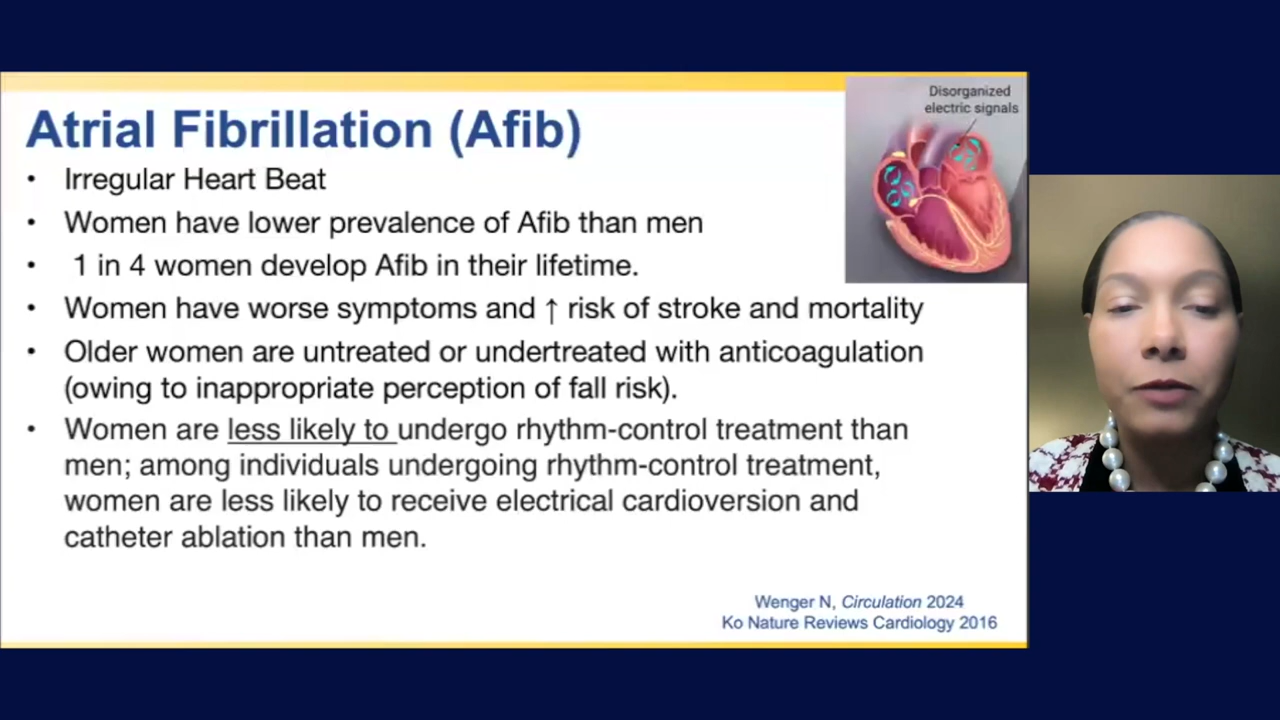 Disorganized
electric signals
Atrial Fibrillation (Afib)
• Irregular Heart Beat
• Women have lower prevalence of Afib than men
• 1 in 4 women develop Afib in their lifetime.
• Women have worse symptoms and ↑ risk of stroke and mortality
• Older women are untreated or undertreated with anticoagulation
(owing to inappropriate perception of fall risk).
• Women are less likely to undergo rhythm-control treatment than
men; among individuals undergoing rhythm-control treatment,
women are less likely to receive electrical cardioversion and
catheter ablation than men.
Wenger N, Circulation 2024
Ko Nature Reviews Cardiology 2016